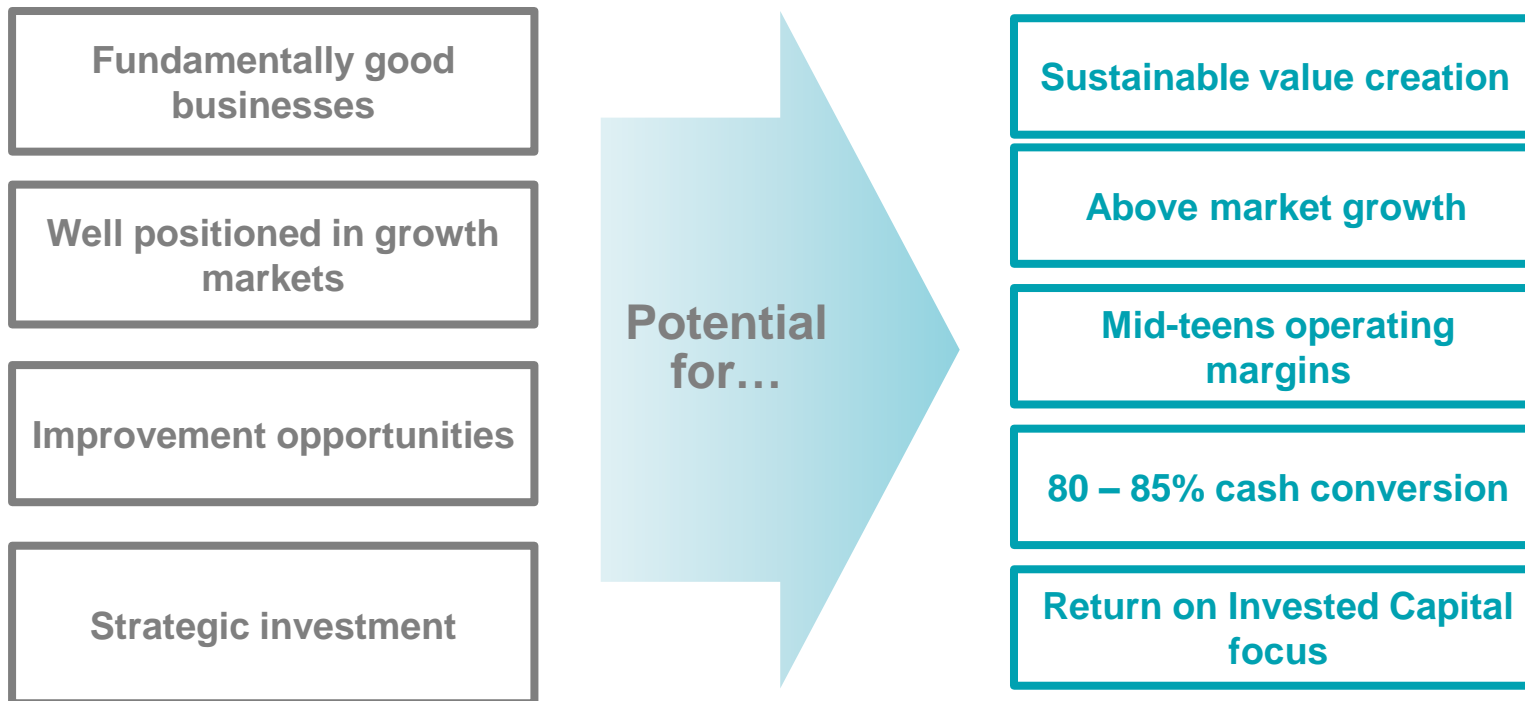 Fundamentally good
businesses
Well positioned in growth
markets
Improvement opportunities
Strategic investment
Potential
for…
Sustainable value creation
Above market growth
Mid-teens operating
margins
80 – 85% cash conversion
Return on Invested Capital
focus